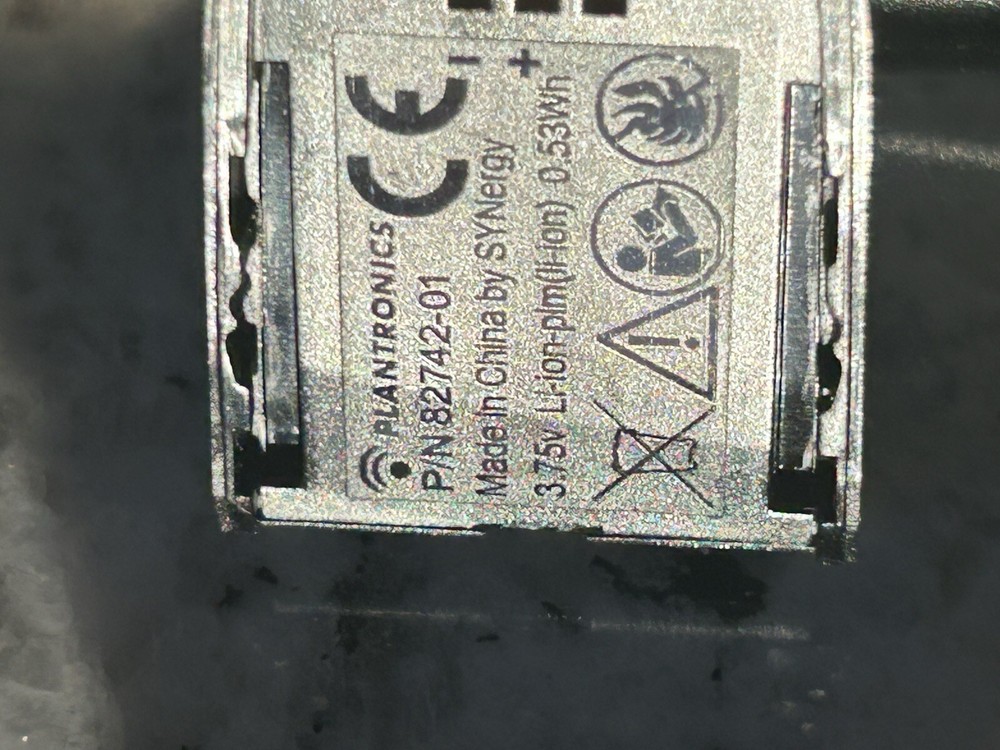 PLANTRONICS
P/N 82742-01
Made in China by SYNergy
3.75v Li-ion-plm(li-ion) 0.53Wh
CE
- +